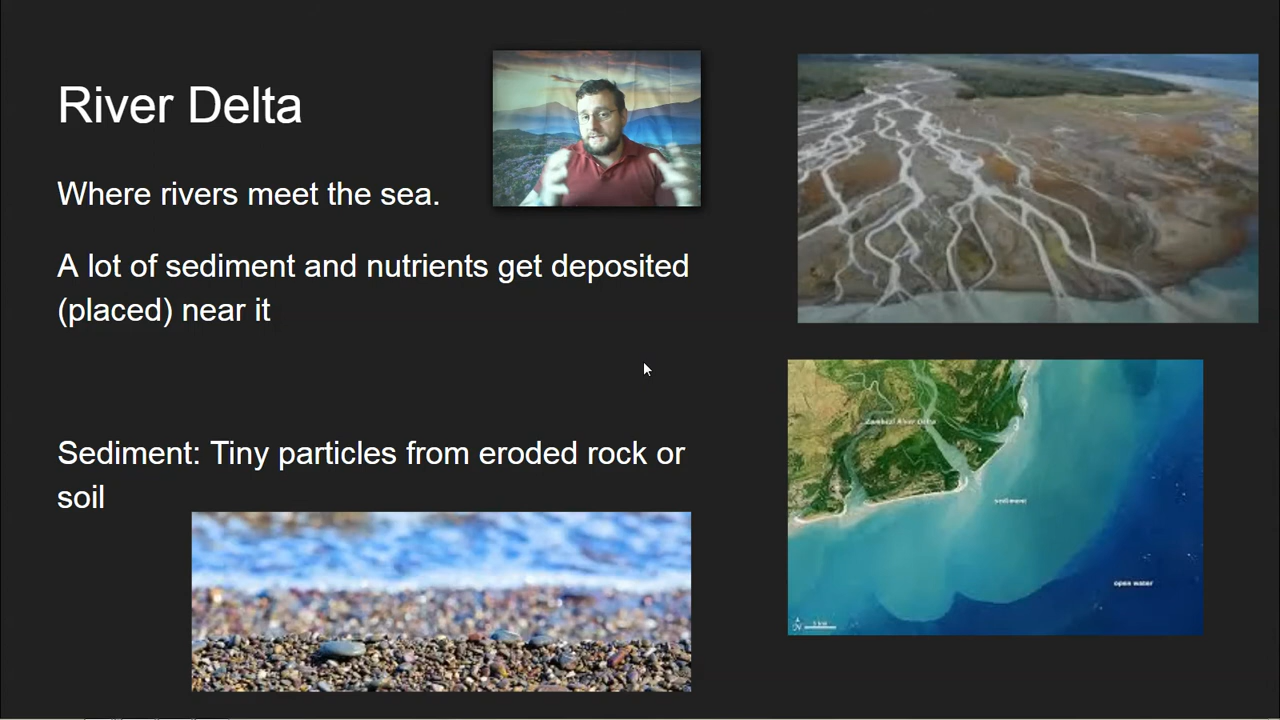 River Delta
Where rivers meet the sea.
A lot of sediment and nutrients get deposited
(placed) near it
Sediment: Tiny particles from eroded rock or
soil
Zambezi River Delta
sediment
open water